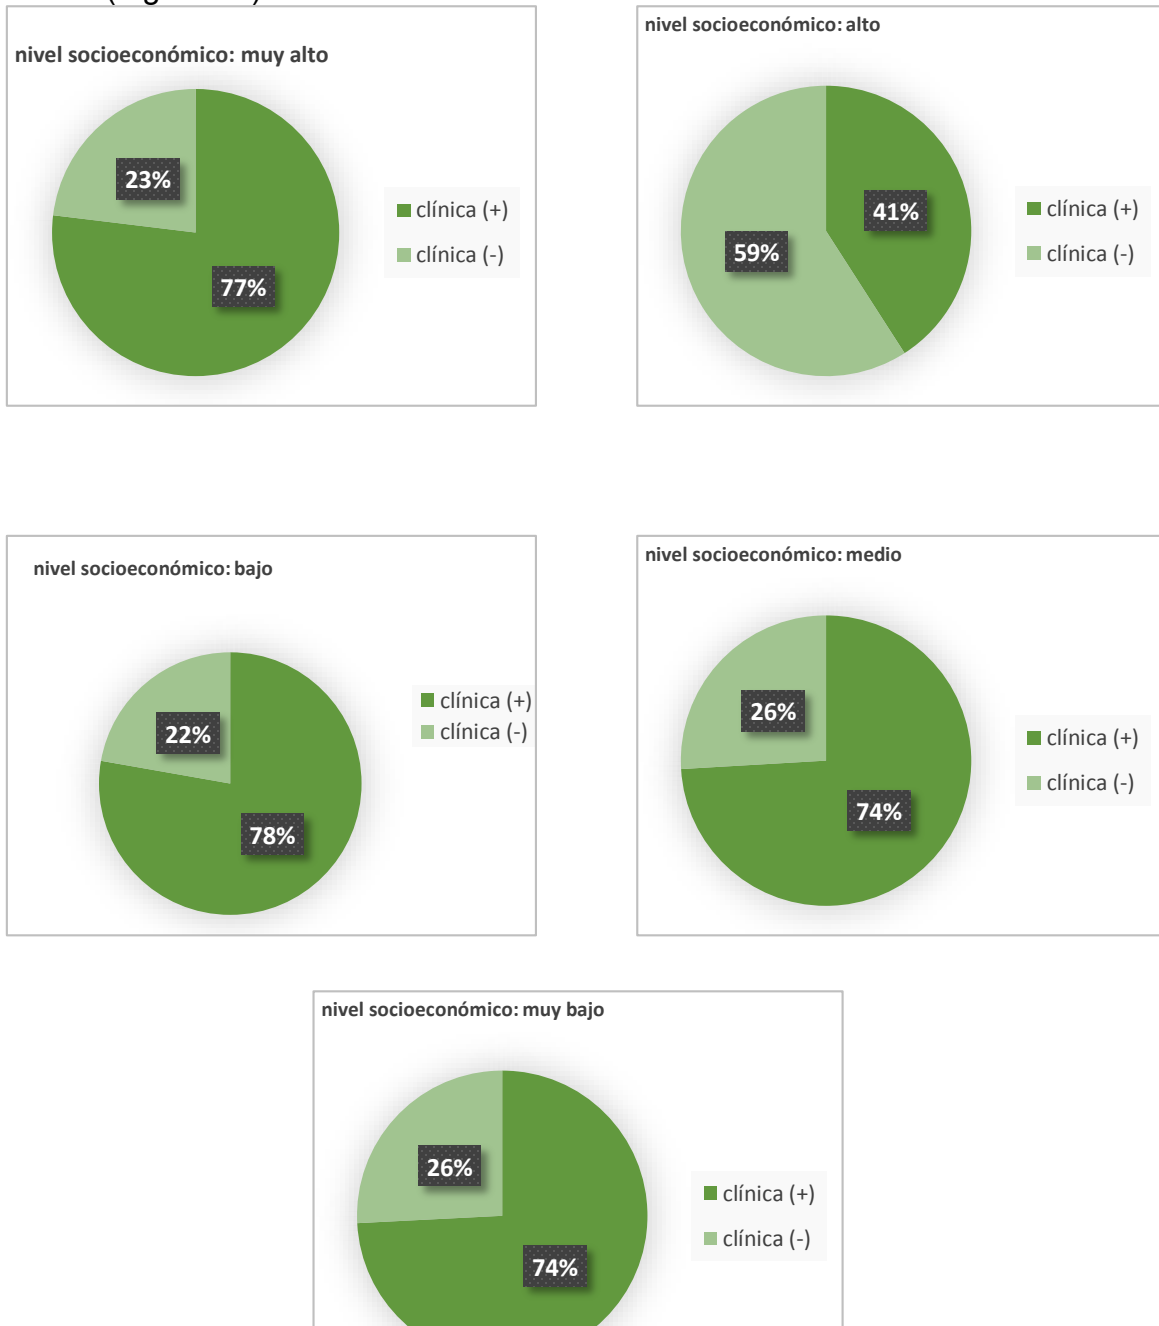 nivel socioeconómico: muy alto
23%
77%
clínica (+)
clínica (-)
nivel socioeconómico: alto
41%
59%
clínica (+)
clínica (-)
nivel socioeconómico: bajo
22%
78%
clínica (+)
clínica (-)
nivel socioeconómico: medio
26%
74%
clínica (+)
clínica (-)
nivel socioeconómico: muy bajo
26%
74%
clínica (+)
clínica (-)